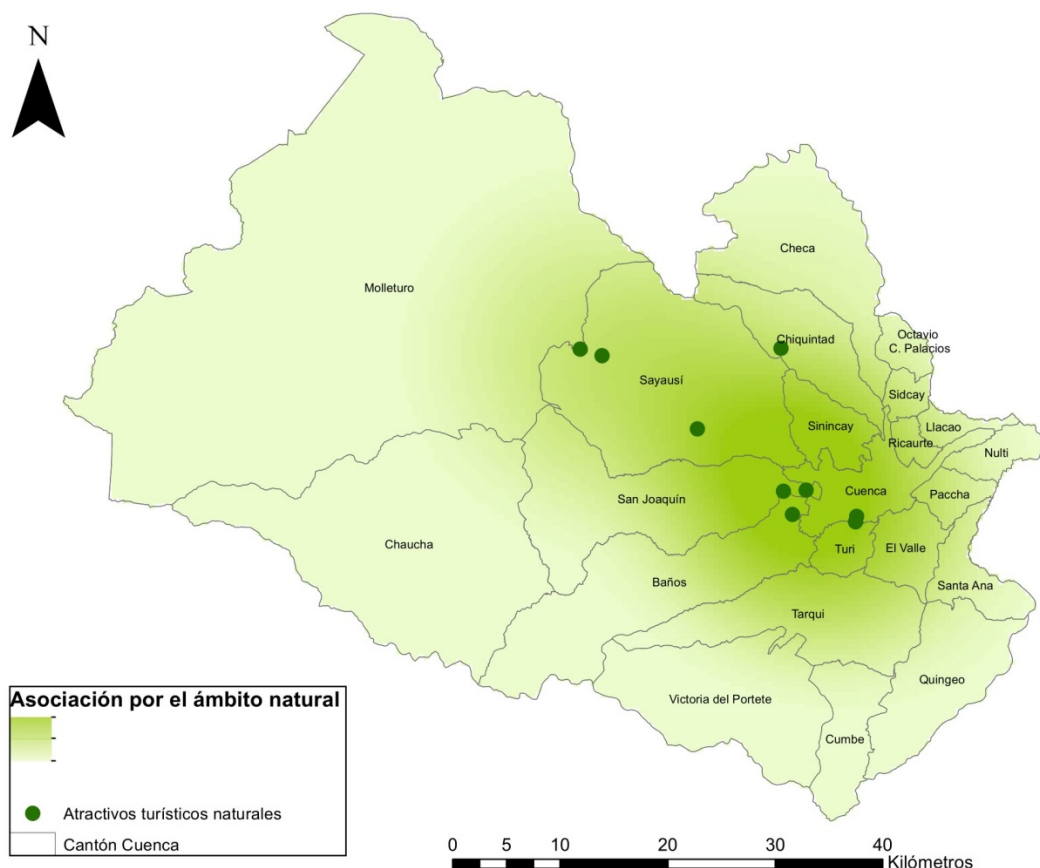 N
Checa
Molleturo
Octavio
C. Palacios
Chiquintad
Sayausí
Sidcay
Sinincay
Llacao
Ricaurte
Nulti
Cuenca
Paccha
San Joaquín
Chaucha
Turi
El Valle
Baños
Santa Ana
Tarqui
Quingeo
Victoria del Portete
Cumbe
Asociación por el ámbito natural
Atractivos turísticos naturales
Cantón Cuenca
0 5 10 20 30 40
Kilómetros